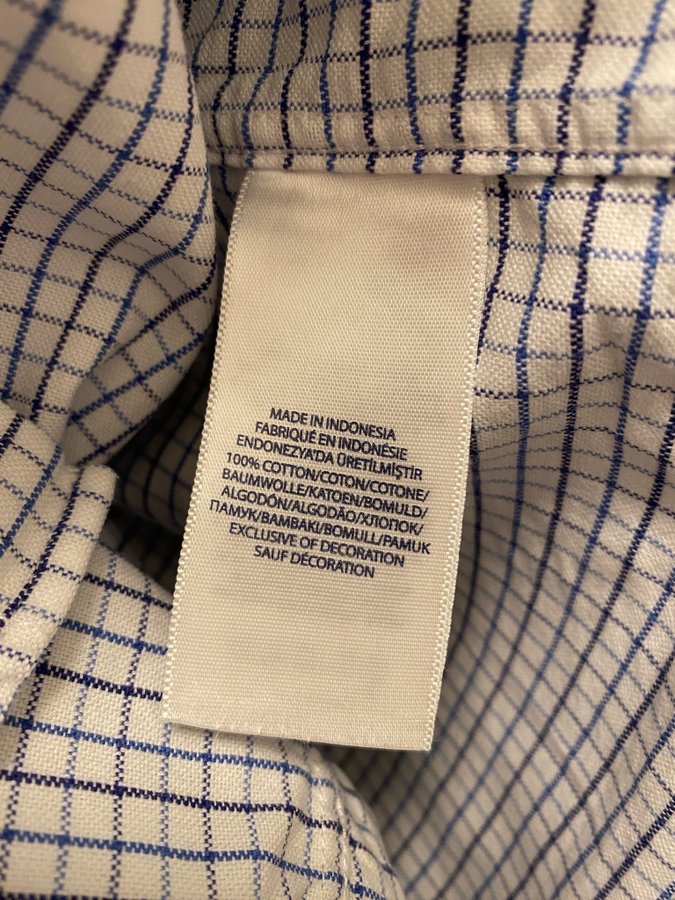 MADE IN INDONESIA
FABRIQUÉ EN INDONÉSIE
ENDONEZYA'DA ÜRETİLMİŞTİR
100% COTTON/COTON/COTONE/
BAUMWOLLE/KATOEN/BOMULD/
ALGODÓN/ALGODÃO/ХЛОПОК/
ПАМУК/BAMBAKI/BOMULL/PAMUK
EXCLUSIVE OF DECORATION
SAUF DÉCORATION